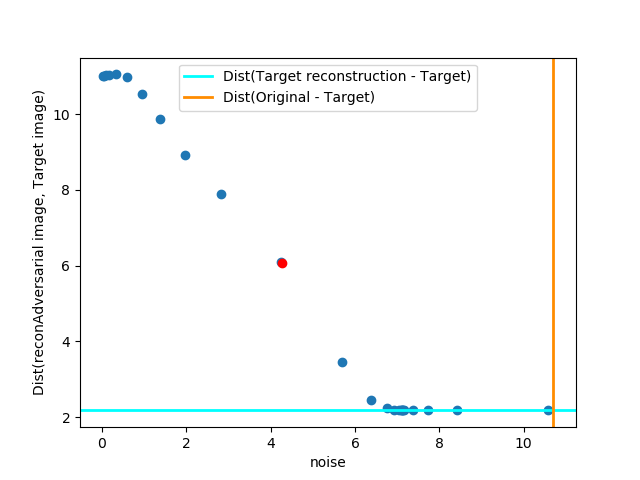 Dist(Target reconstruction - Target)
Dist(Original - Target)
Dist(reconAdversarial image, Target image)
10
8
6
4
2
0
2
4
6
8
10
noise